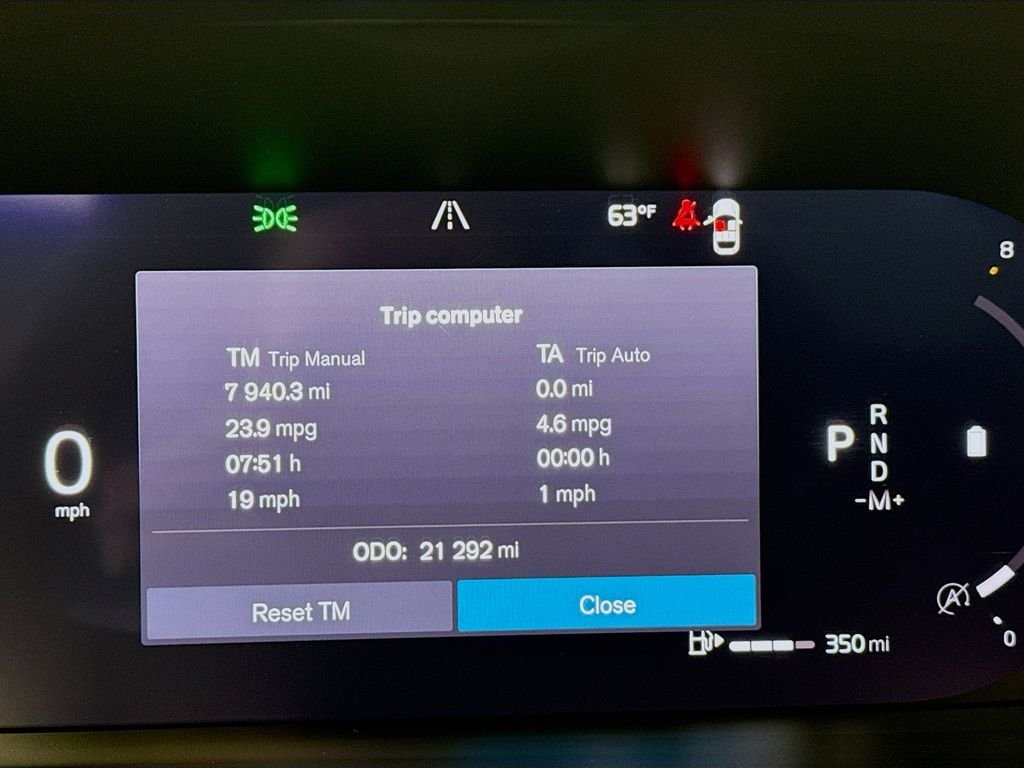 63°F
8
Trip computer
TM Trip Manual
7 940.3 mi
23.9 mpg
07:51 h
19 mph
TA Trip Auto
0.0 mi
4.6 mpg
00:00 h
1 mph
0
mph
P
R
N
D
-M+
ODO: 21 292 mi
Reset TM
Close
A
350 mi
0